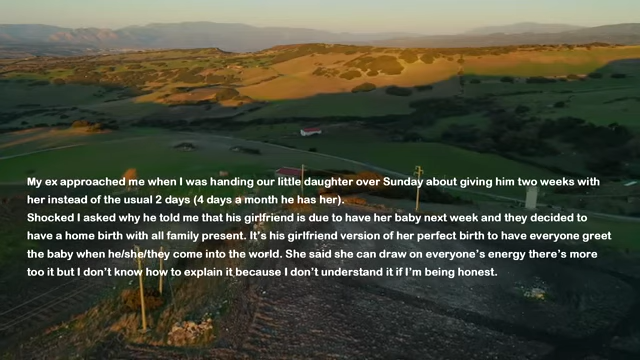 My ex approached me when I was handing our little daughter over Sunday about giving him two weeks with
her instead of the usual 2 days (4 days a month he has her).
Shocked I asked why he told me that his girlfriend is due to have her baby next week and they decided to
have a home birth with all family present. It's his girlfriend version of her perfect birth to have everyone greet
the baby when he/she/they come into the world. She said she can draw on everyone's energy there's more
too it but I don't know how to explain it because I don't understand it if I'm being honest.